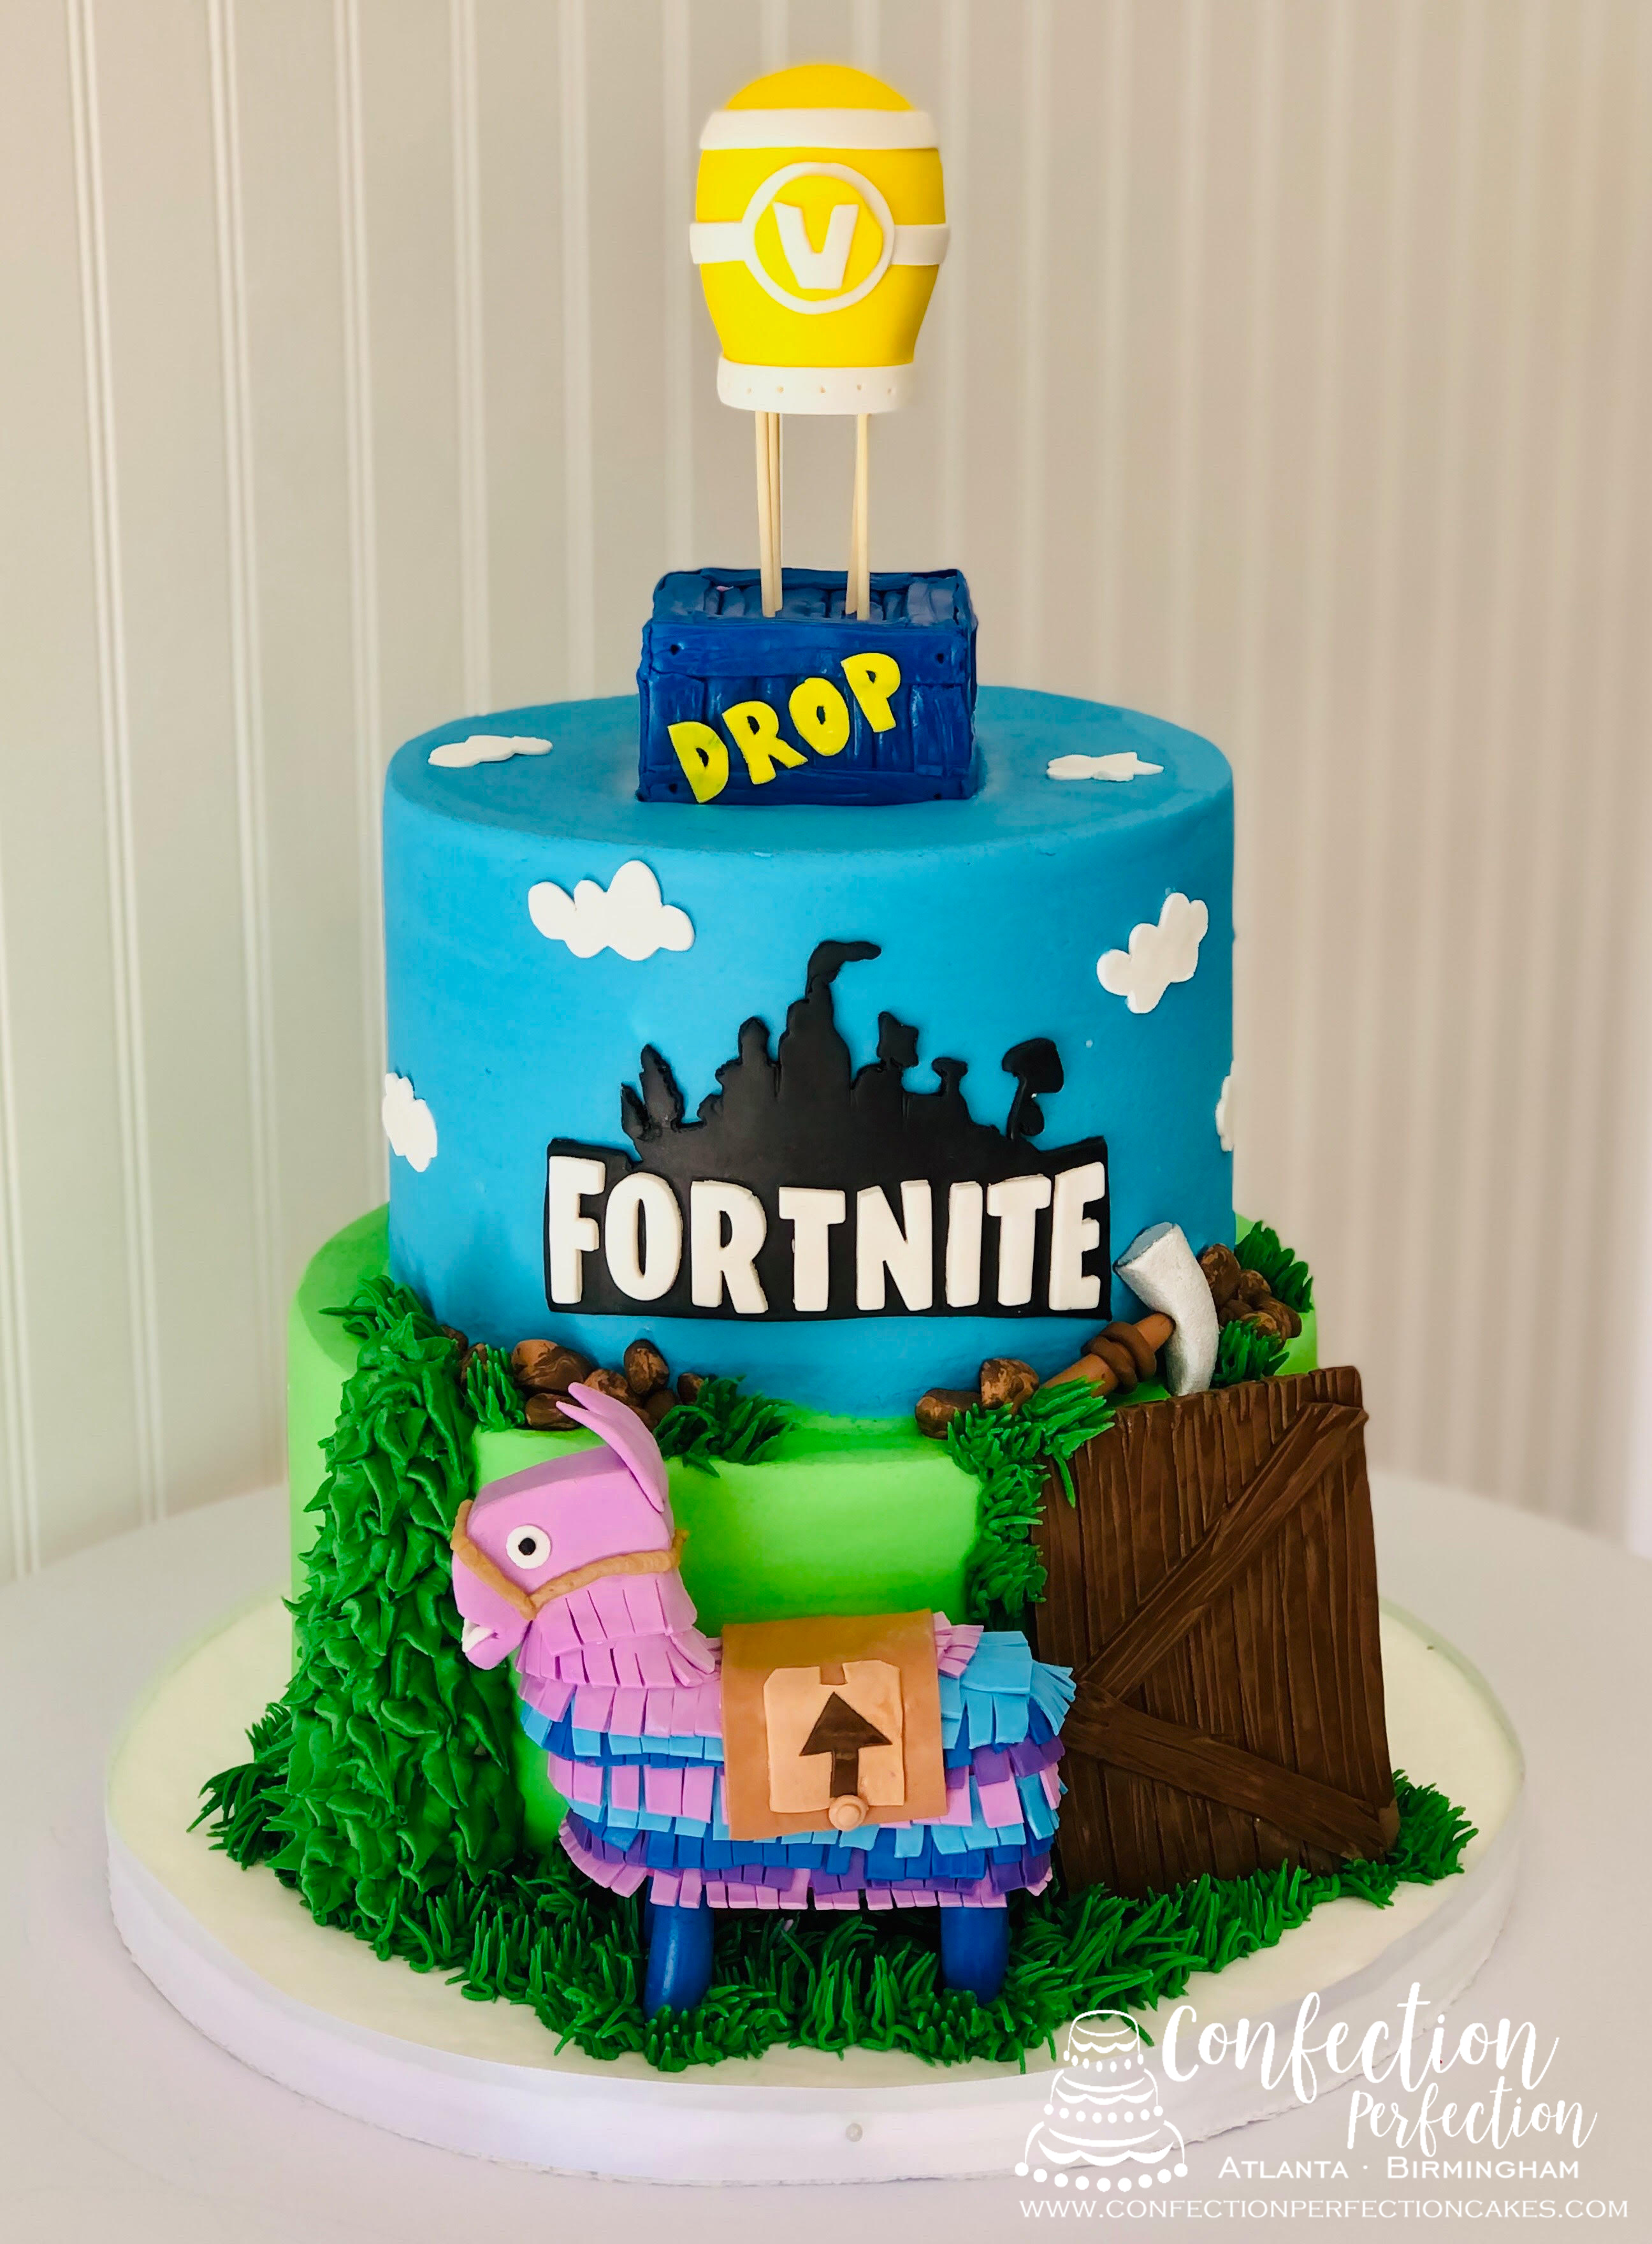 V
DROP
FORTNITE
Confection
Perfection
ATLANTA · BIRMINGHAM
WWW.CONFECTIONPERFECTIONCAKES.COM